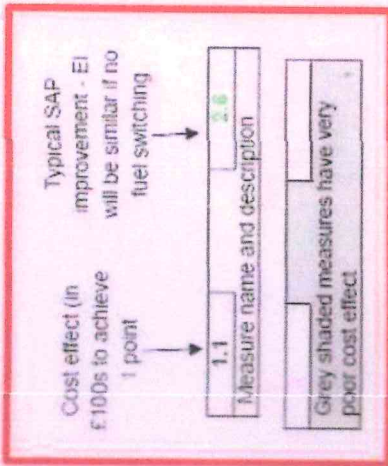 Cost effect (in
£100s to achieve
1 point
Typical SAP
improvement - EI
will be similar if no
fuel switching
1.1
2.6
Measure name and description
Grey shaded measures have very
poor cost effect